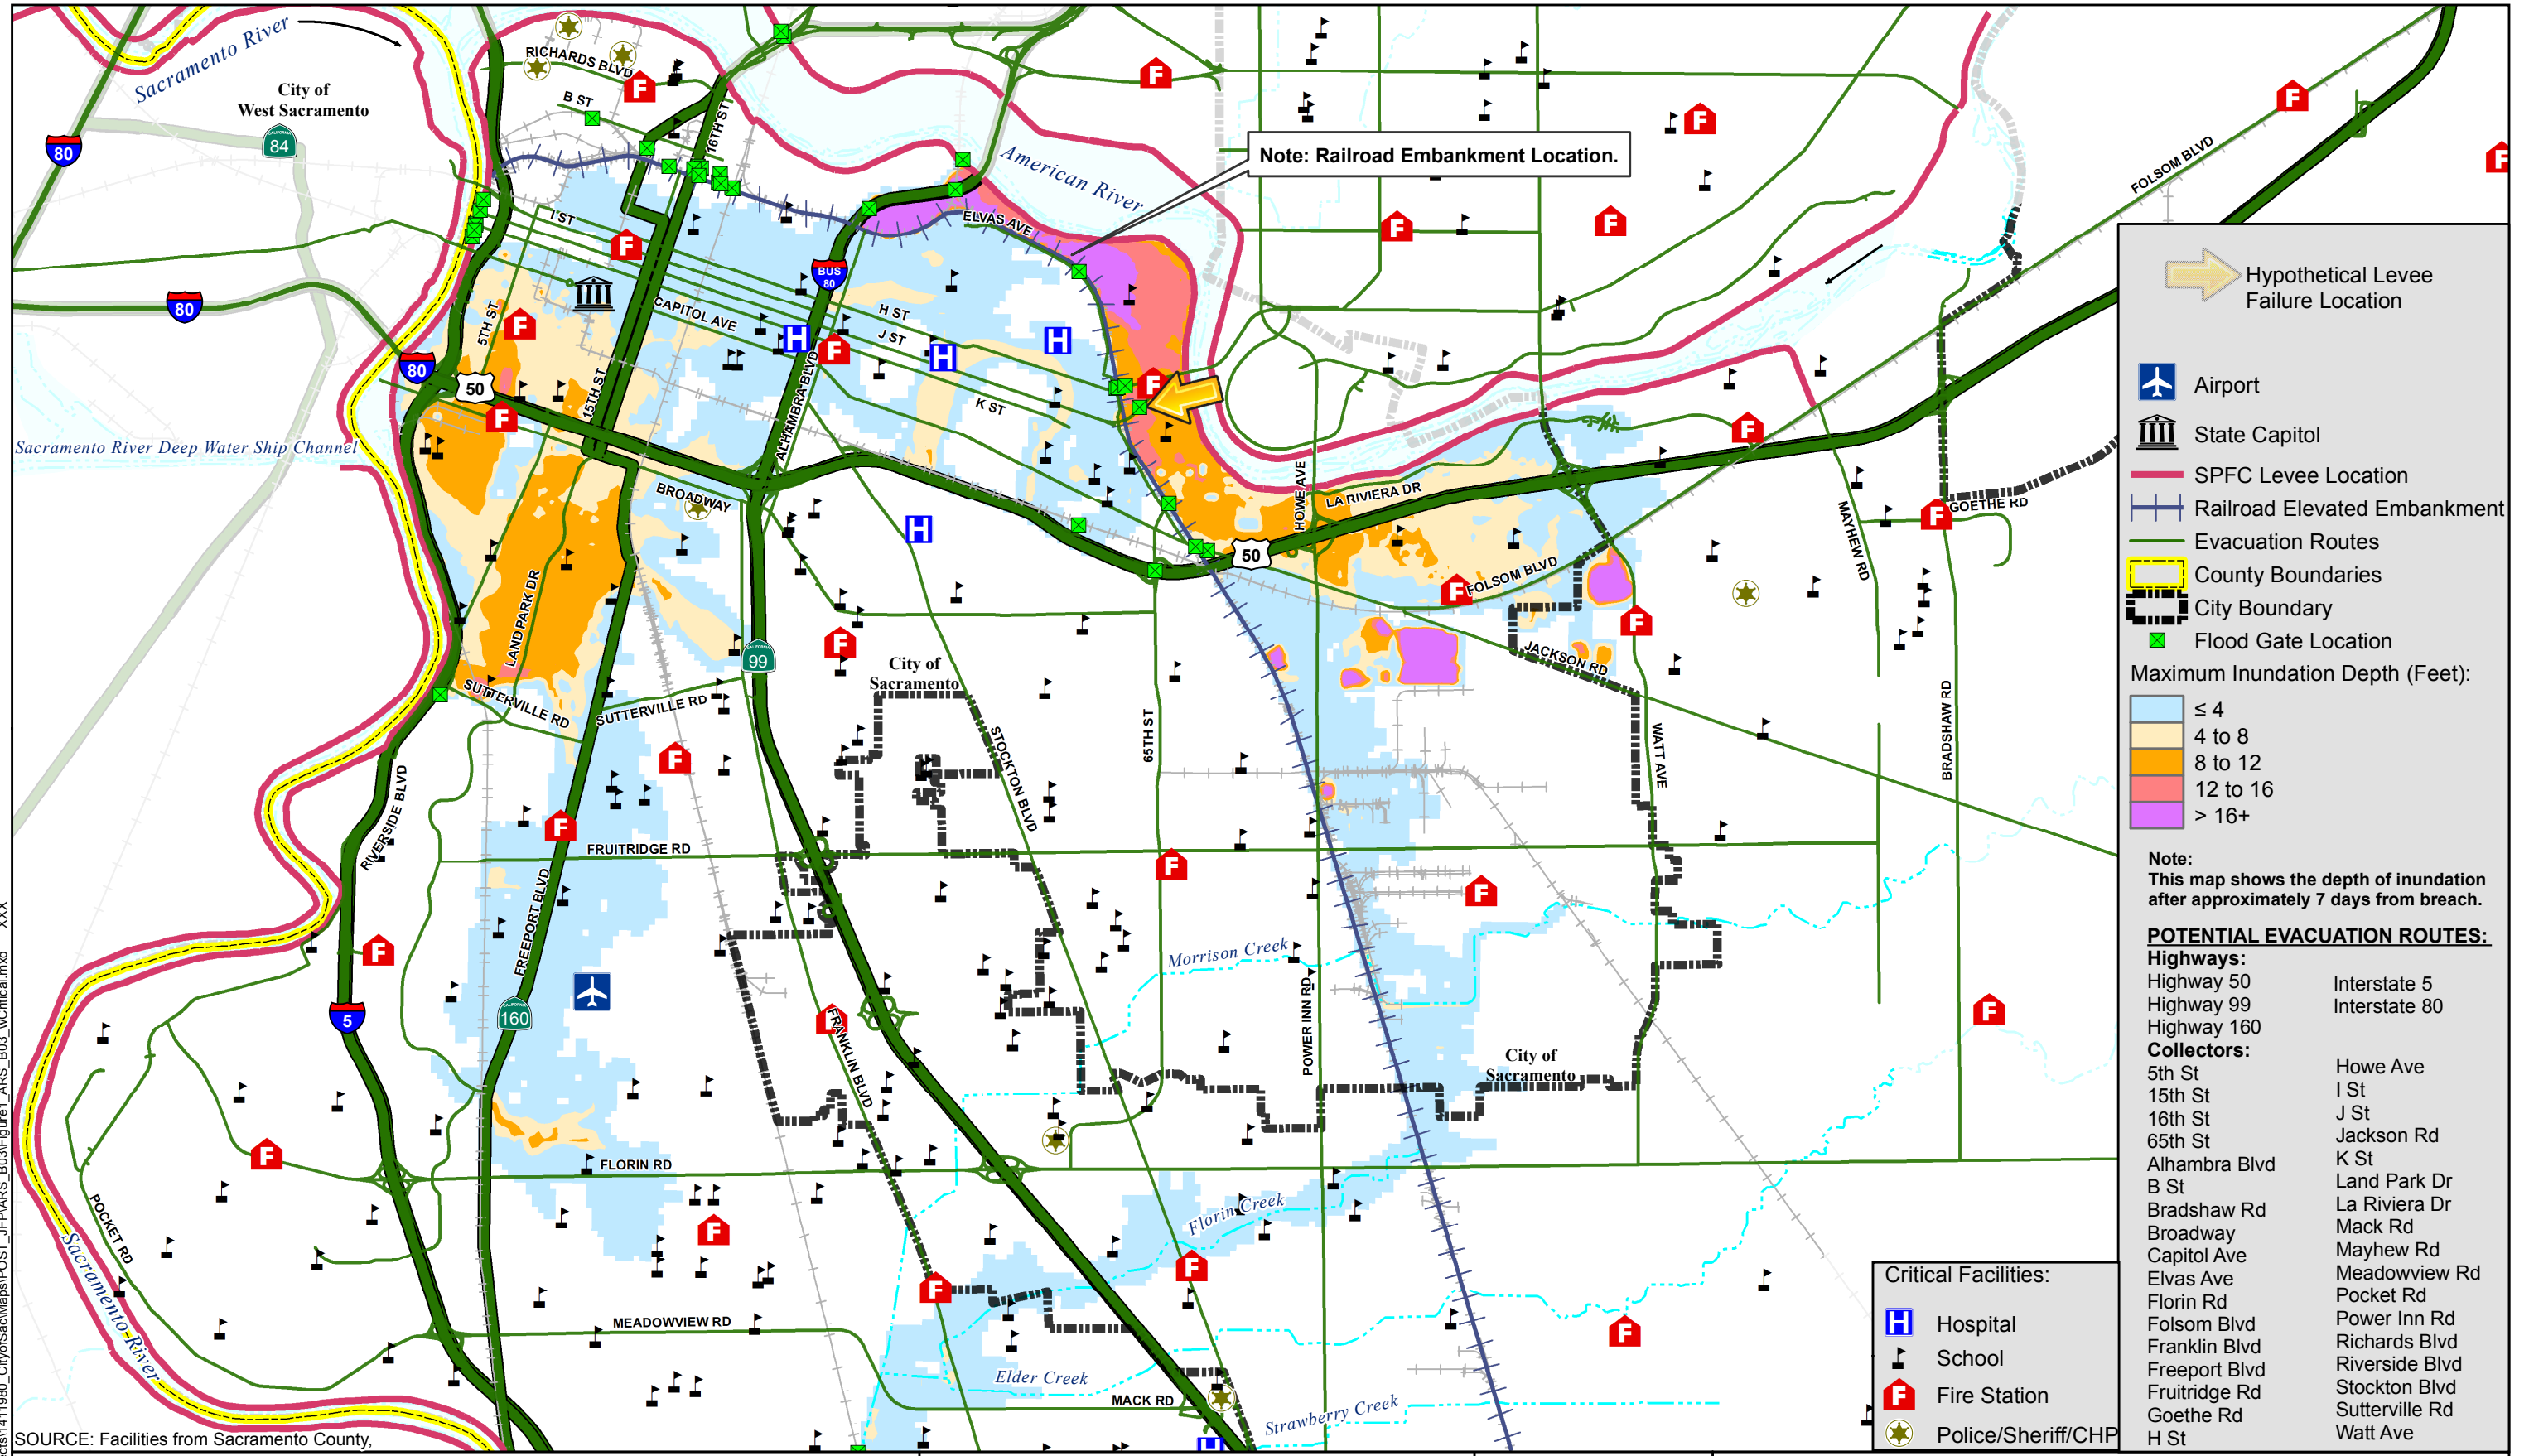 Sacramento River
City of
West Sacramento
84
80
80
80
RICHARDS BLVD
B ST
16TH ST
I ST
5TH ST
CAPITOL AVE
BUS
80
H ST
J ST
K ST
15TH ST
ALHAMBRA BLVD
50
ELVAS AVE
American River
Note: Railroad Embankment Location.
FOLSOM BLVD
Sacramento River Deep Water Ship Channel
BROADWAY
HOWE AVE
LA RIVIERA DR
50
FOLSOM BLVD
MAYHEW RD
GOETHE RD
LAND PARK DR
SUTTERVILLE RD
SUTTERVILLE RD
CALIFORNIA
99
City of
Sacramento
JACKSON RD
65TH ST
STOCKTON BLVD
WATT AVE
BRADSHAW RD
RIVERSIDE BLVD
FRUITRIDGE RD
FREEPORT BLVD
5
CALIFORNIA
160
FRANKLIN BLVD
Morrison Creek
POWER INN RD
City of
Sacramento
FLORIN RD
POCKET RD
Sacramento River
Florin Creek
MEADOWVIEW RD
Elder Creek
MACK RD
Strawberry Creek
SOURCE: Facilities from Sacramento County,
Hypothetical Levee
Failure Location
Airport
State Capitol
SPFC Levee Location
Railroad Elevated Embankment
Evacuation Routes
County Boundaries
City Boundary
Flood Gate Location
Maximum Inundation Depth (Feet):
≤ 4
4 to 8
8 to 12
12 to 16
> 16+
Note:
This map shows the depth of inundation
after approximately 7 days from breach.
POTENTIAL EVACUATION ROUTES:
Highways:
Highway 50
Highway 99
Highway 160
Interstate 5
Interstate 80
Collectors:
5th St
15th St
16th St
65th St
Alhambra Blvd
B St
Bradshaw Rd
Broadway
Capitol Ave
Elvas Ave
Florin Rd
Folsom Blvd
Franklin Blvd
Freeport Blvd
Fruitridge Rd
Goethe Rd
H St
Howe Ave
I St
J St
Jackson Rd
K St
Land Park Dr
La Riviera Dr
Mack Rd
Mayhew Rd
Meadowview Rd
Pocket Rd
Power Inn Rd
Richards Blvd
Riverside Blvd
Stockton Blvd
Sutterville Rd
Watt Ave
Critical Facilities:
H Hospital
School
F Fire Station
Police/Sheriff/CHP